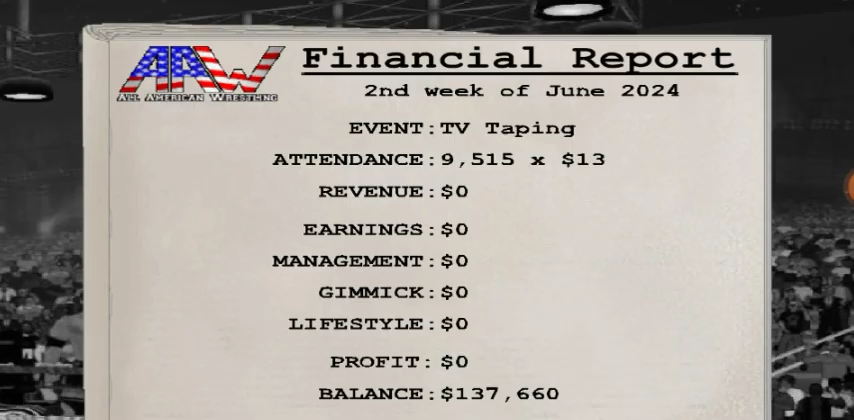 AAW
ALL AMERICAN WRESTLING
Financial Report
2nd week of June 2024
EVENT: TV Taping
ATTENDANCE: 9,515 x $13
REVENUE: $0
EARNINGS: $0
MANAGEMENT: $0
GIMMICK: $0
LIFESTYLE: $0
PROFIT: $0
BALANCE: $137,660